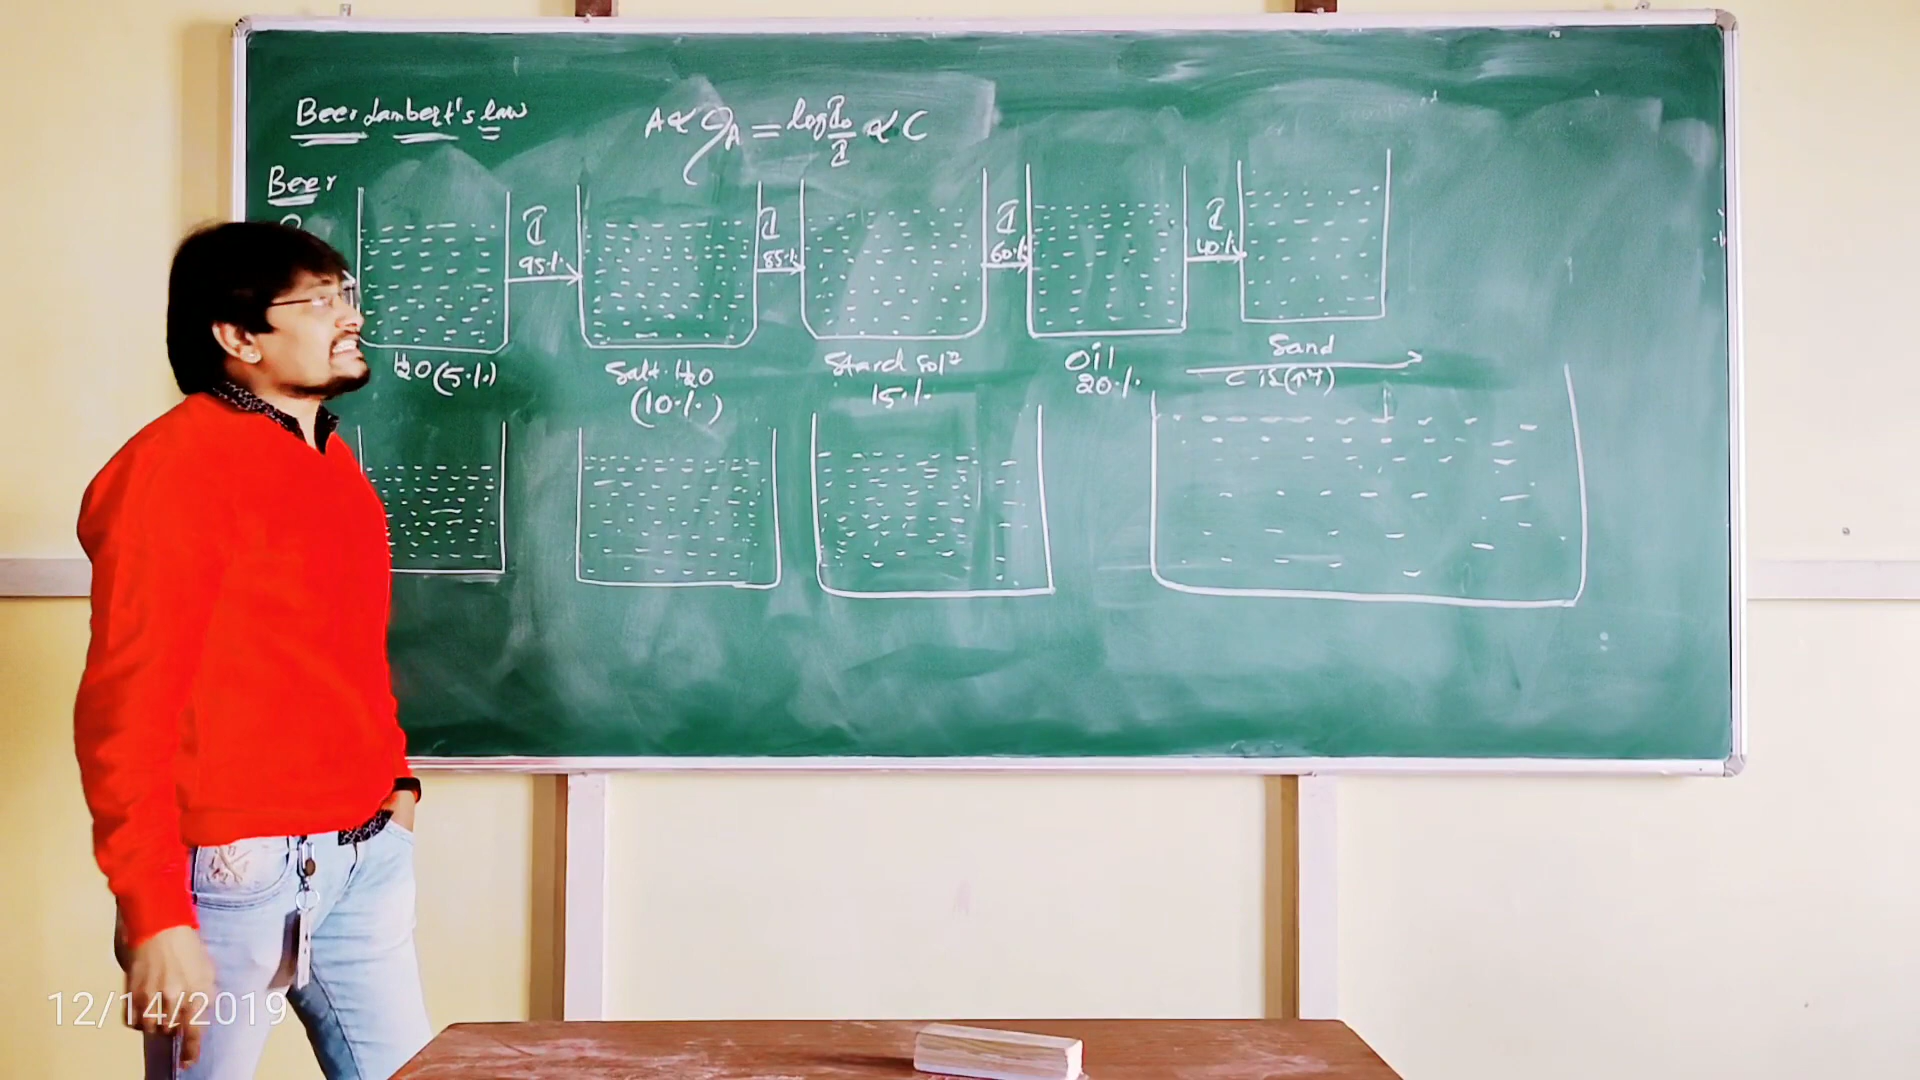 Beer Lambert's law
A ∝ C A = log I₀/I ∝ C
Beer
I
95%
I
85%
I
60%
I
40%
H₂O (5%)
Salt H₂O
(10%)
Starch solⁿ
15%
Oil
20%
Sand
12/14/2019